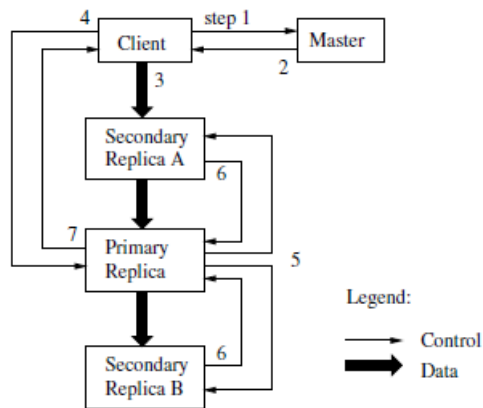 4
step 1
Client
Master
2
3
Secondary
Replica A
6
7
Primary
Replica
5
Legend:
Control
Data
6
Secondary
Replica B